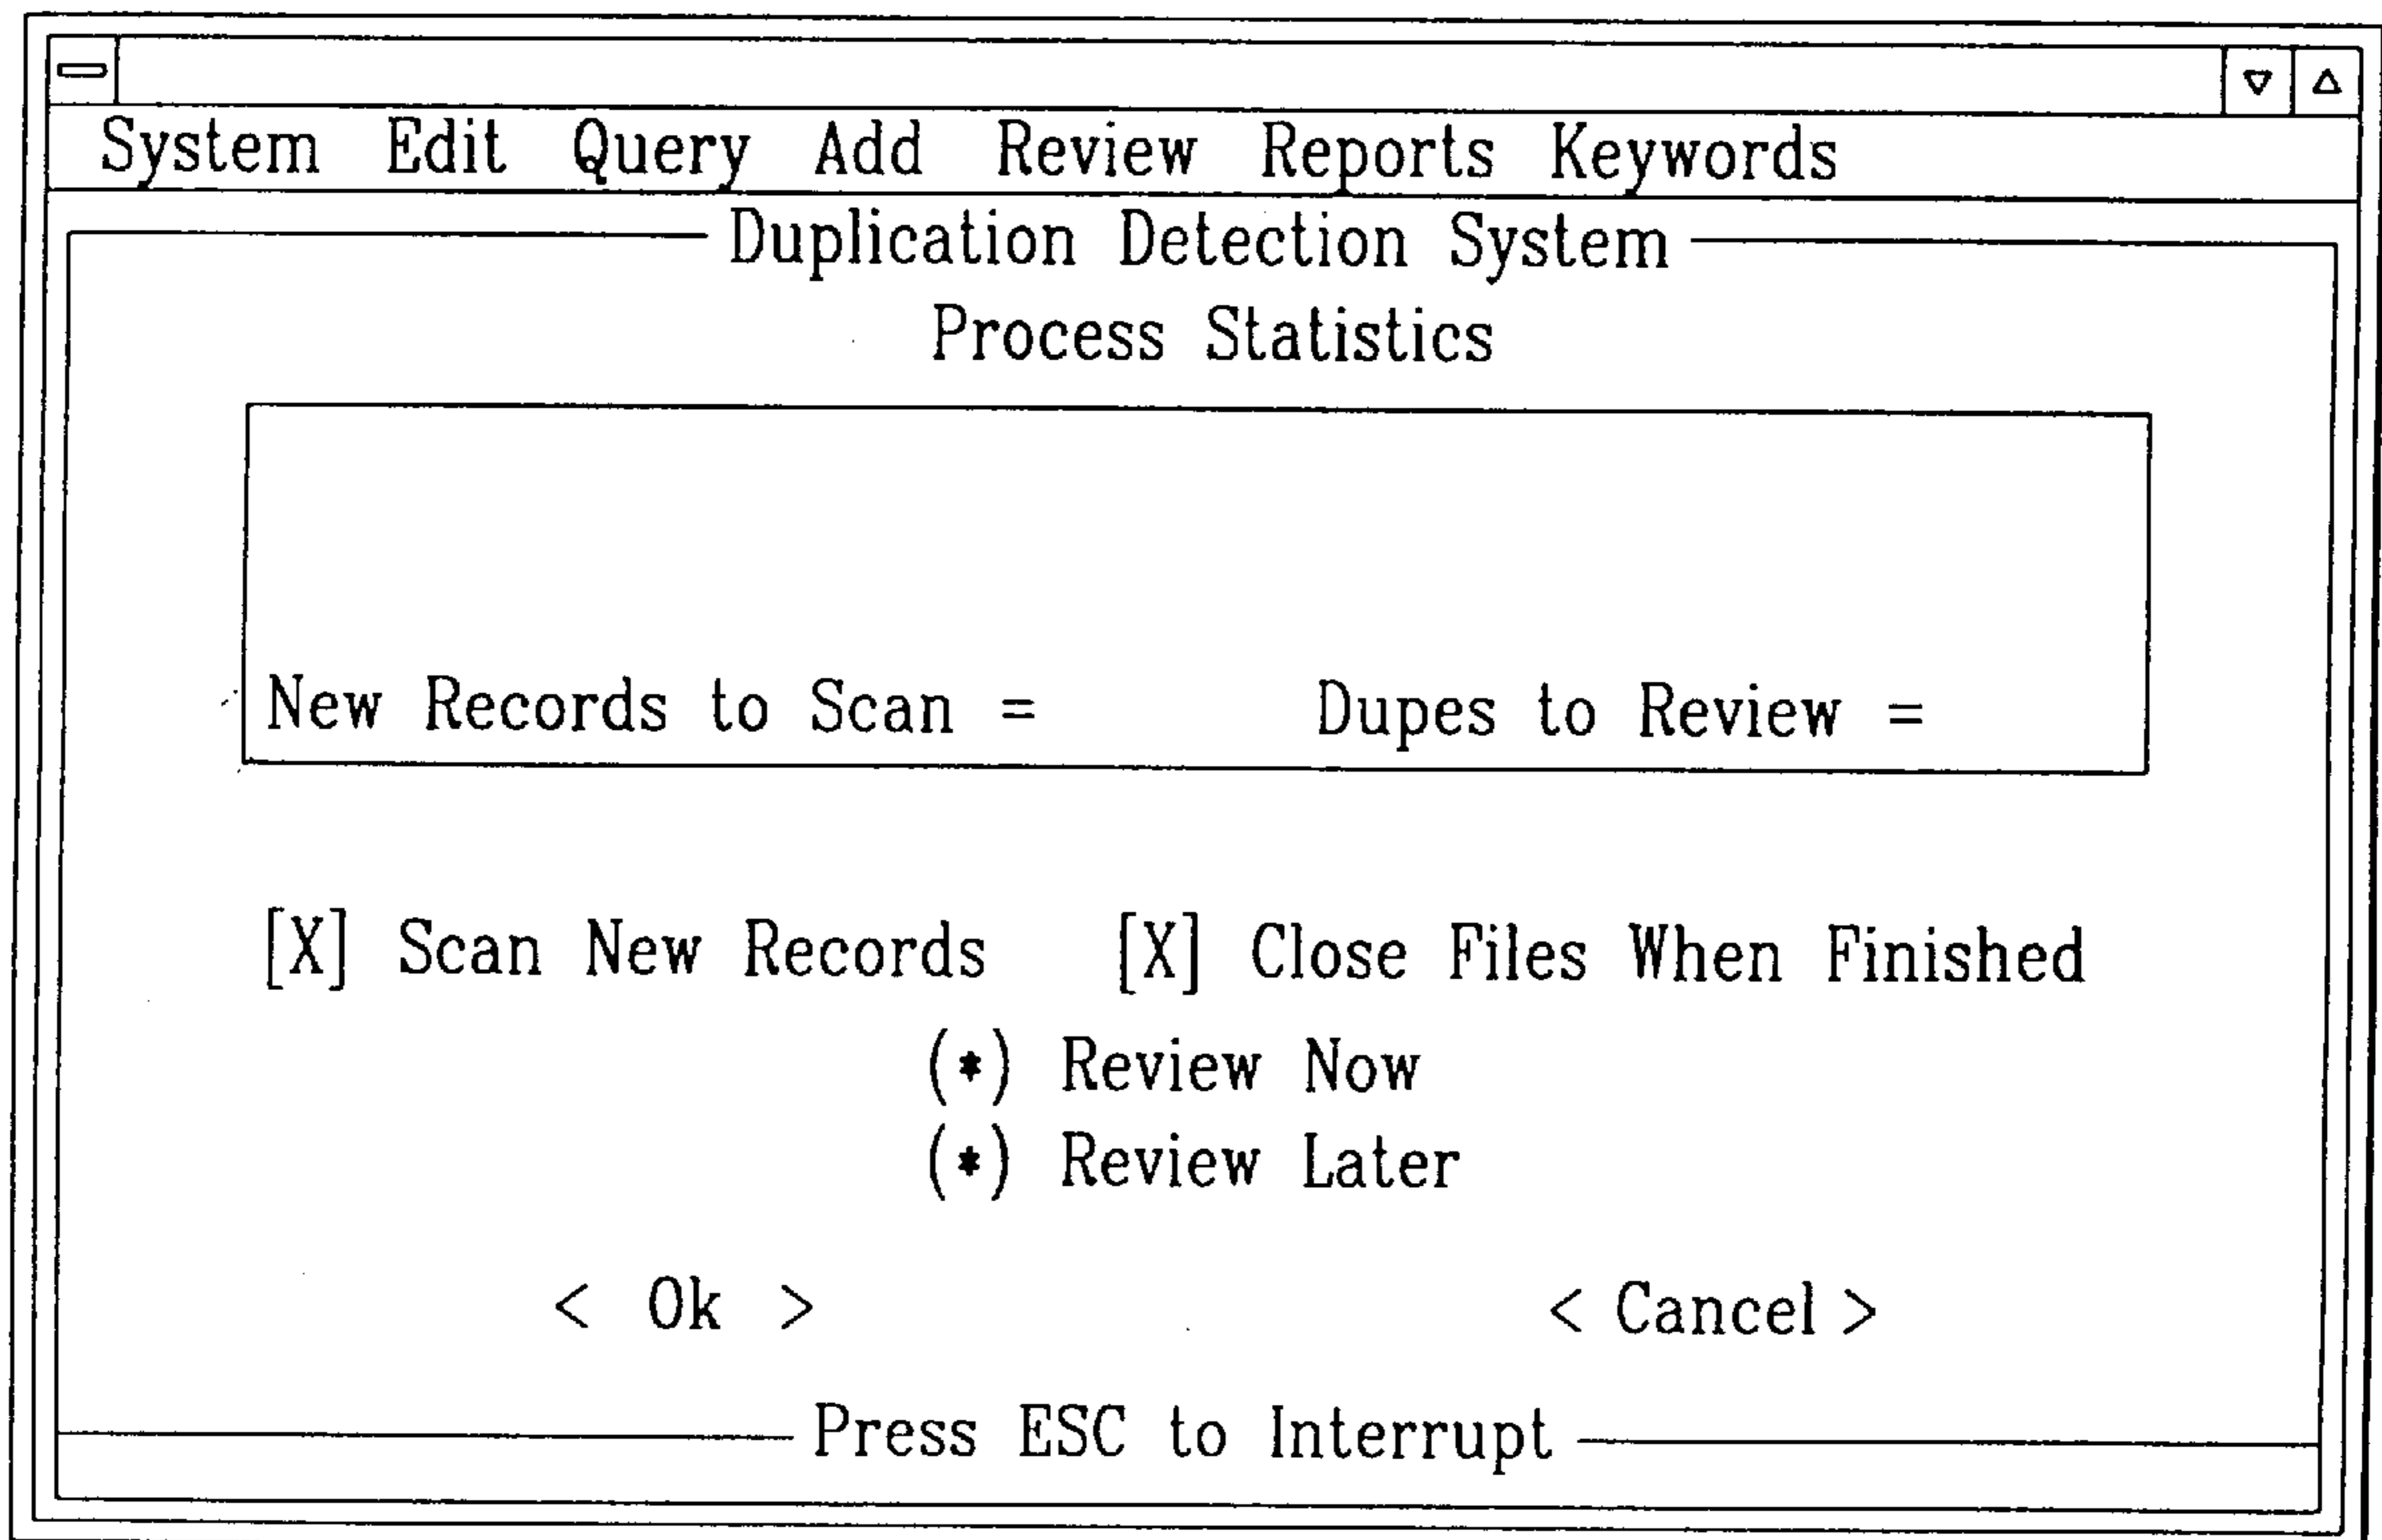 System Edit Query Add Review Reports Keywords
Duplication Detection System
Process Statistics
New Records to Scan = Dupes to Review =
[X] Scan New Records [X] Close Files When Finished
(*) Review Now
(*) Review Later
< Ok > < Cancel >
Press ESC to Interrupt